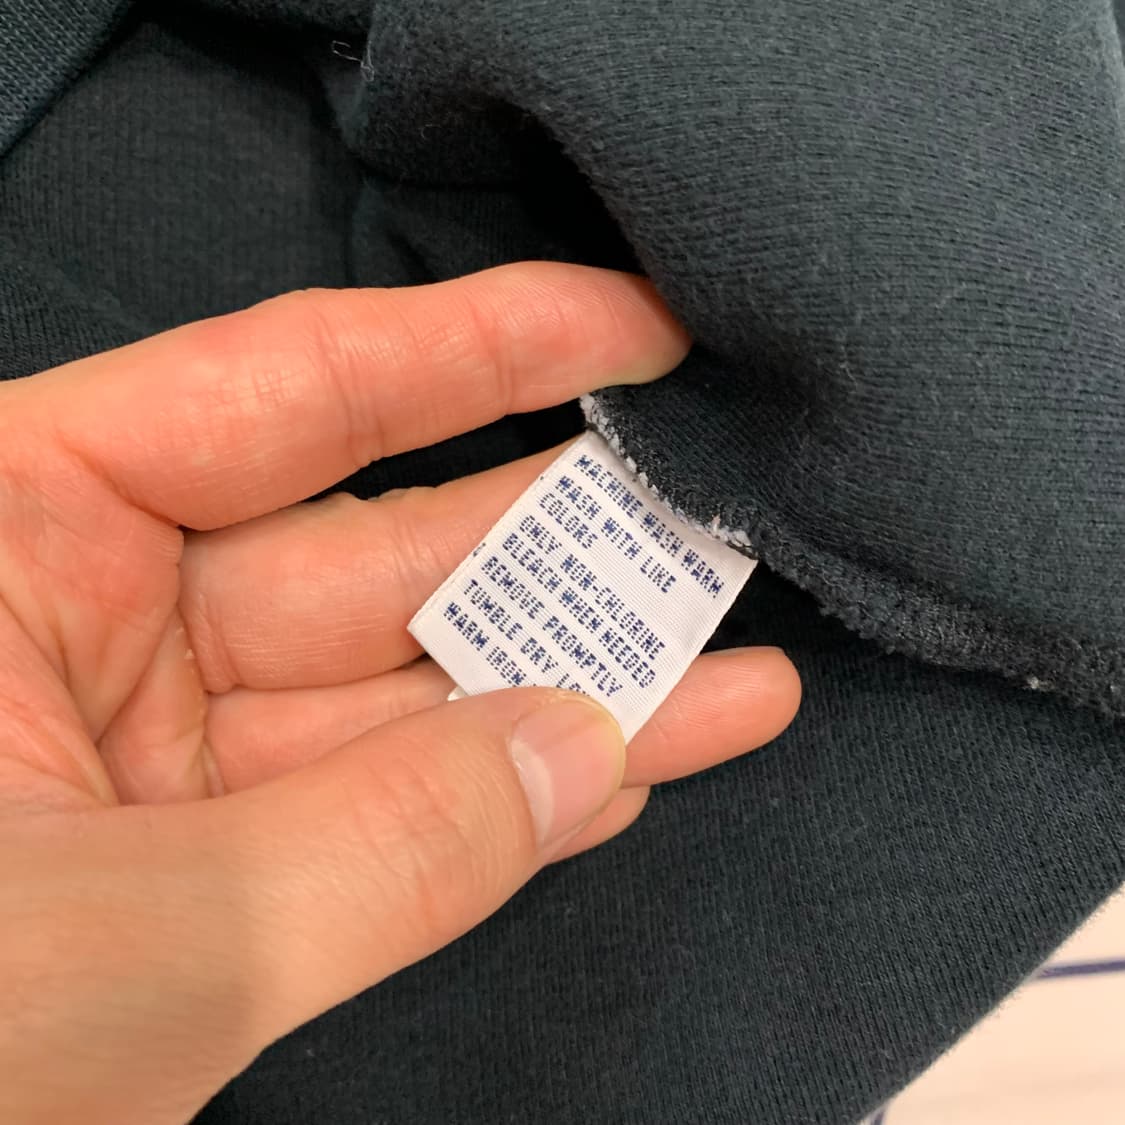 MACHINE WASH WARM
WASH WITH LIKE
COLORS
ONLY NON-CHLORINE
BLEACH WHEN NEEDED
TUMBLE DRY
REMOVE PROMPTLY
WARM IRON